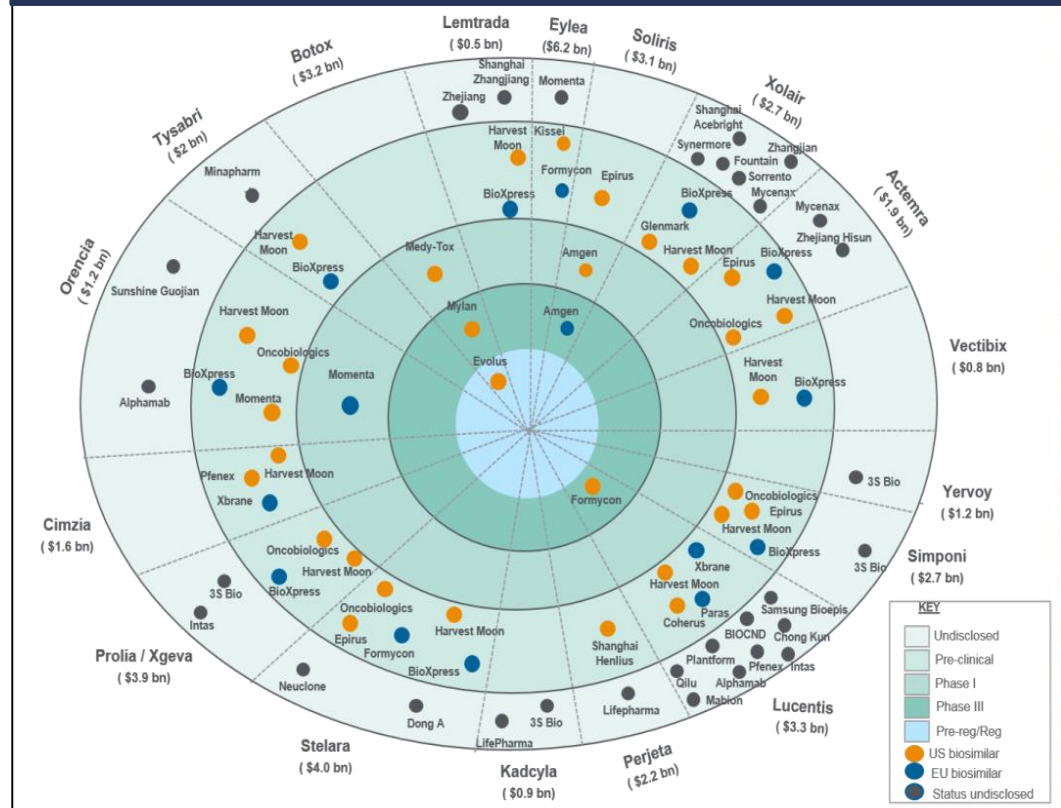 Lemtrada
($0.5 bn)
Eylea
($6.2 bn)
Soliris
($3.1 bn)
Xolair
($2.7 bn)
Actemra
($1.9 bn)
Vectibix
($0.8 bn)
Yervoy
($1.2 bn)
Simponi
($2.7 bn)
Lucentis
($3.3 bn)
Perjeta
($2.2 bn)
Kadcyla
($0.9 bn)
Stelara
($4.0 bn)
Prolia / Xgeva
($3.9 bn)
Cimzia
($1.6 bn)
Orencia
($1.2 bn)
Tysabri
($2 bn)
Botox
($3.2 bn)
Shanghai
Zhangjiang
Zhejiang
Momenta
Harvest
Moon
Kissei
BioXpress
Formycon
Epirus
Amgen
Amgen
Shanghai
Acebright
Synermore
Fountain
Sorrento
Zhangjian
Mycenax
BioXpress
Glenmark
Harvest Moon
Epirus
Mycenax
Zhejiang Hisun
BioXpress
Harvest Moon
Oncobiologics
Harvest
Moon
BioXpress
3S Bio
3S Bio
Oncobiologics
Epirus
Harvest Moon
BioXpress
Xbrane
Harvest Moon
Paras
Coherus
Formycon
Samsung Bioepis
BIOCND
Chong Kun
Plantform
Pfenex
Intas
Qilu
Alphamab
Mabion
Shanghai
Henlius
Lifepharma
3S Bio
LifePharma
Harvest Moon
BioXpress
Dong A
Neuclone
Oncobiologics
Epirus
Formycon
Oncobiologics
Harvest Moon
BioXpress
3S Bio
Intas
Harvest Moon
Pfenex
Xbrane
Alphamab
BioXpress
Momenta
Oncobiologics
Harvest Moon
Momenta
Sunshine Guojian
Minapharm
Harvest
Moon
BioXpress
Medy-Tox
Mylan
Evolus
KEY
Undisclosed
Pre-clinical
Phase I
Phase III
Pre-reg/Reg
US biosimilar
EU biosimilar
Status undisclosed